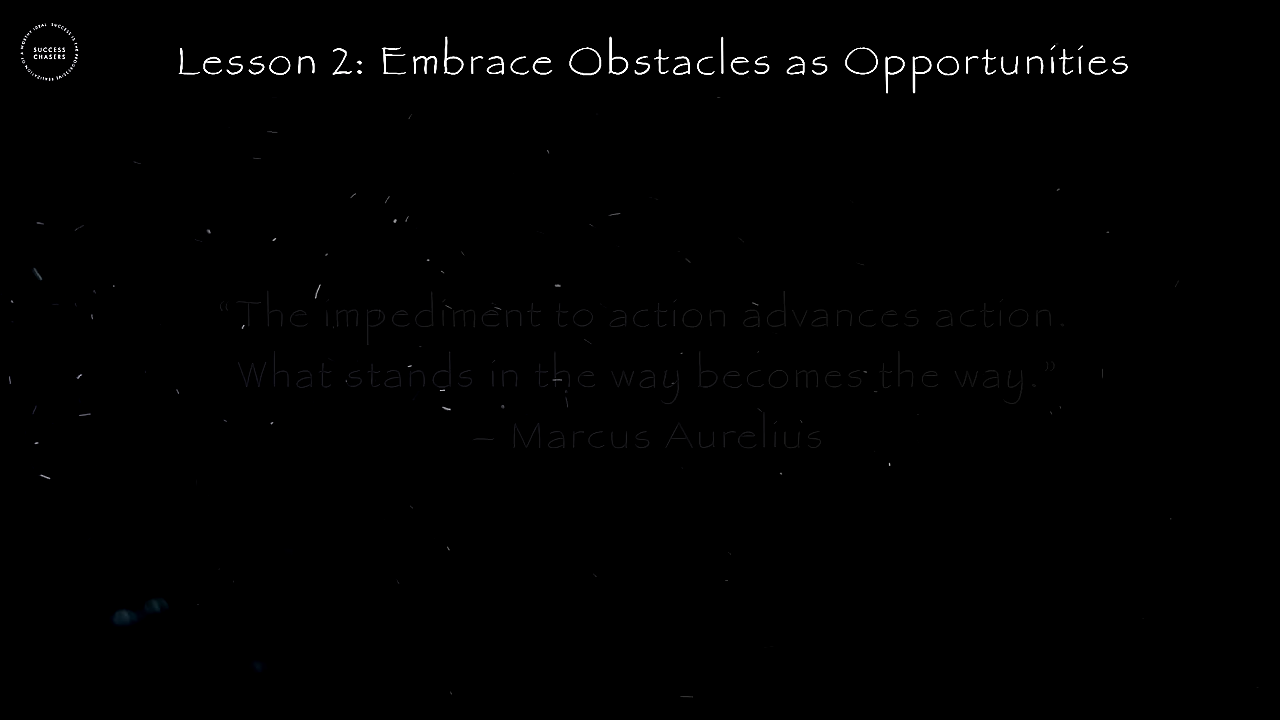 SUCCESS
CHASERS
Lesson 2: Embrace Obstacles as Opportunities
“The impediment to action advances action.
What stands in the way becomes the way.”
– Marcus Aurelius